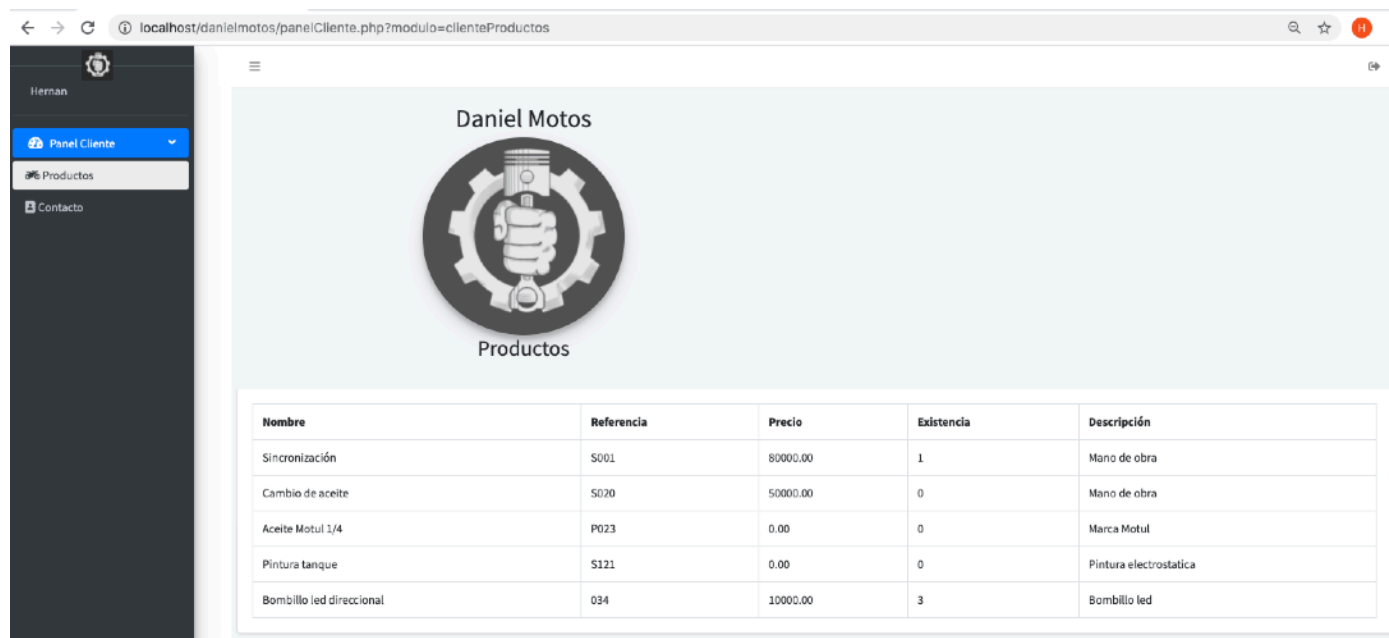 localhost/danielmotos/panelCliente.php?modulo=clienteProductos
H
Hernan
Panel Cliente
Productos
Contacto
Daniel Motos
Productos
Nombre Referencia Precio Existencia Descripción
Sincronización S001 80000.00 1 Mano de obra
Cambio de aceite S020 50000.00 0 Mano de obra
Aceite Motul 1/4 P023 0.00 0 Marca Motul
Pintura tanque S121 0.00 0 Pintura electrostatica
Bombillo led direccional 034 10000.00 3 Bombillo led